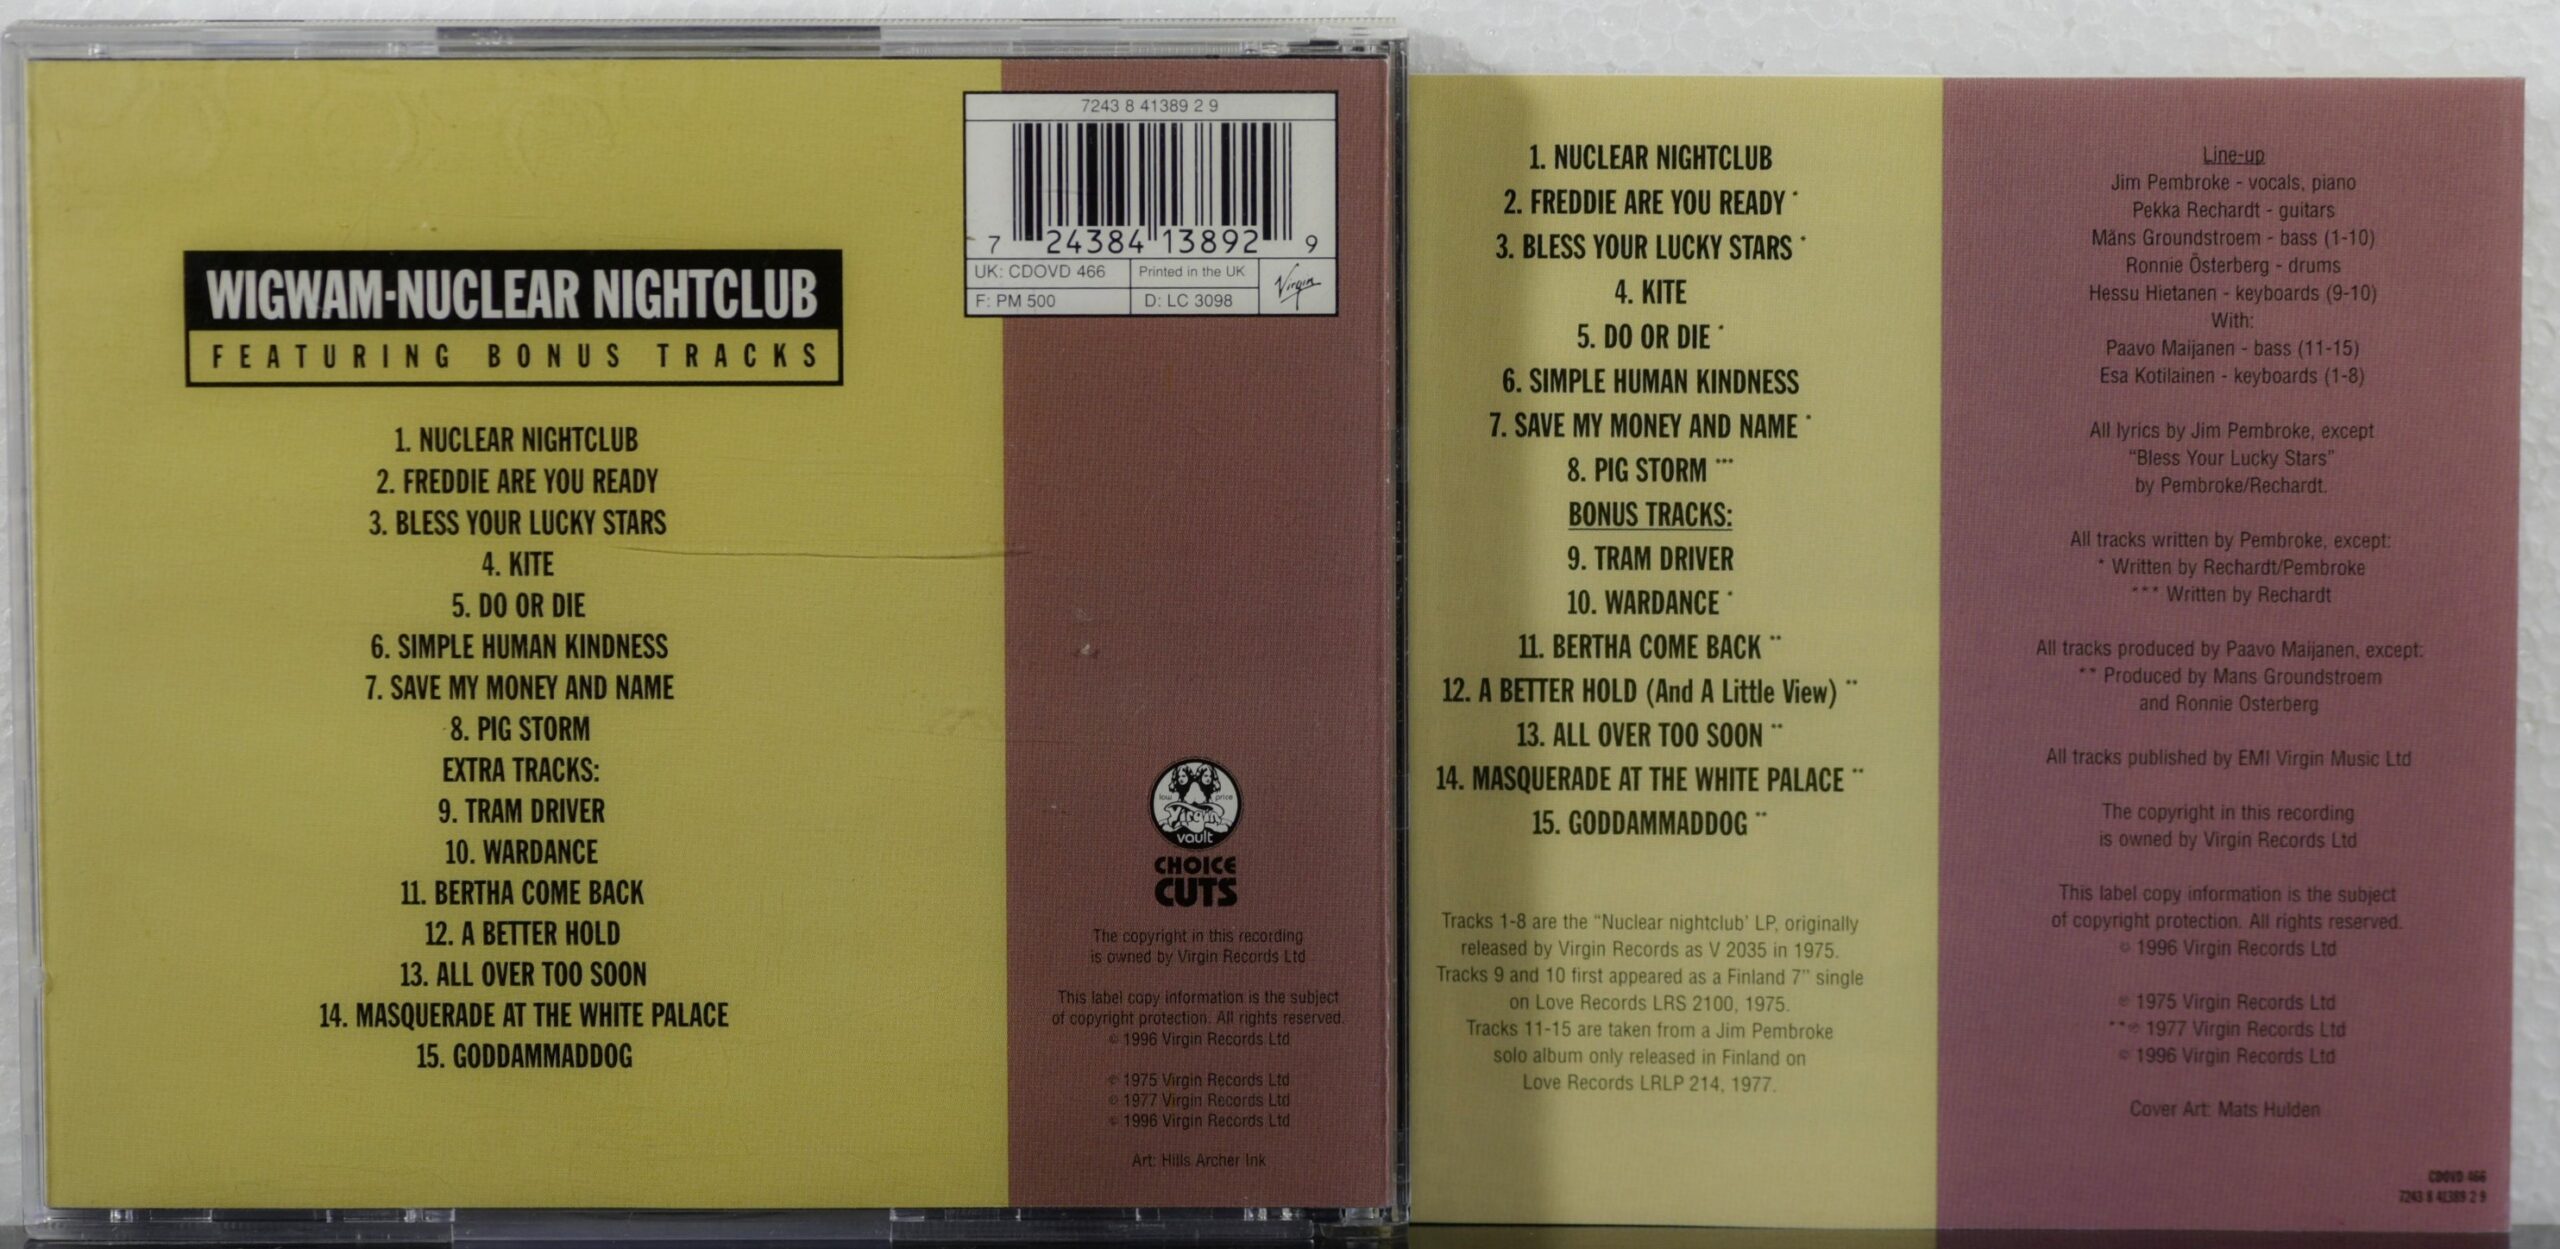 7243 8 41389 2 9
7 24384 13892 9
UK: CDOVD 466
Printed in the UK
Virgin
F: PM 500
D: LC 3098
WIGWAM-NUCLEAR NIGHTCLUB
FEATURING BONUS TRACKS
1. NUCLEAR NIGHTCLUB
2. FREDDIE ARE YOU READY
3. BLESS YOUR LUCKY STARS
4. KITE
5. DO OR DIE
6. SIMPLE HUMAN KINDNESS
7. SAVE MY MONEY AND NAME
8. PIG STORM
EXTRA TRACKS:
9. TRAM DRIVER
10. WARDANCE
11. BERTHA COME BACK
12. A BETTER HOLD
13. ALL OVER TOO SOON
14. MASQUERADE AT THE WHITE PALACE
15. GODDAMMADDOG
low price
Virgin
vault
CHOICE
CUTS
The copyright in this recording
is owned by Virgin Records Ltd
This label copy information is the subject
of copyright protection. All rights reserved.
© 1996 Virgin Records Ltd
℗ 1975 Virgin Records Ltd
℗ 1977 Virgin Records Ltd
© 1996 Virgin Records Ltd
Art: Hills Archer Ink
1. NUCLEAR NIGHTCLUB
2. FREDDIE ARE YOU READY *
3. BLESS YOUR LUCKY STARS *
4. KITE
5. DO OR DIE *
6. SIMPLE HUMAN KINDNESS
7. SAVE MY MONEY AND NAME *
8. PIG STORM ***
BONUS TRACKS:
9. TRAM DRIVER
10. WARDANCE *
11. BERTHA COME BACK **
12. A BETTER HOLD (And A Little View) **
13. ALL OVER TOO SOON **
14. MASQUERADE AT THE WHITE PALACE **
15. GODDAMMADDOG **
Tracks 1-8 are the "Nuclear nightclub' LP, originally
released by Virgin Records as V 2035 in 1975.
Tracks 9 and 10 first appeared as a Finland 7" single
on Love Records LRS 2100, 1975.
Tracks 11-15 are taken from a Jim Pembroke
solo album only released in Finland on
Love Records LRLP 214, 1977.
Line-up
Jim Pembroke - vocals, piano
Pekka Rechardt - guitars
Måns Groundstroem - bass (1-10)
Ronnie Österberg - drums
Hessu Hietanen - keyboards (9-10)
With:
Paavo Maijanen - bass (11-15)
Esa Kotilainen - keyboards (1-8)
All lyrics by Jim Pembroke, except
"Bless Your Lucky Stars"
by Pembroke/Rechardt.
All tracks written by Pembroke, except:
* Written by Rechardt/Pembroke
*** Written by Rechardt
All tracks produced by Paavo Maijanen, except:
** Produced by Mans Groundstroem
and Ronnie Osterberg
All tracks published by EMI Virgin Music Ltd
The copyright in this recording
is owned by Virgin Records Ltd
This label copy information is the subject
of copyright protection. All rights reserved.
© 1996 Virgin Records Ltd
℗ 1975 Virgin Records Ltd
**℗ 1977 Virgin Records Ltd
© 1996 Virgin Records Ltd
Cover Art: Mats Hulden
CDOVD 466
7243 8 41389 2 9